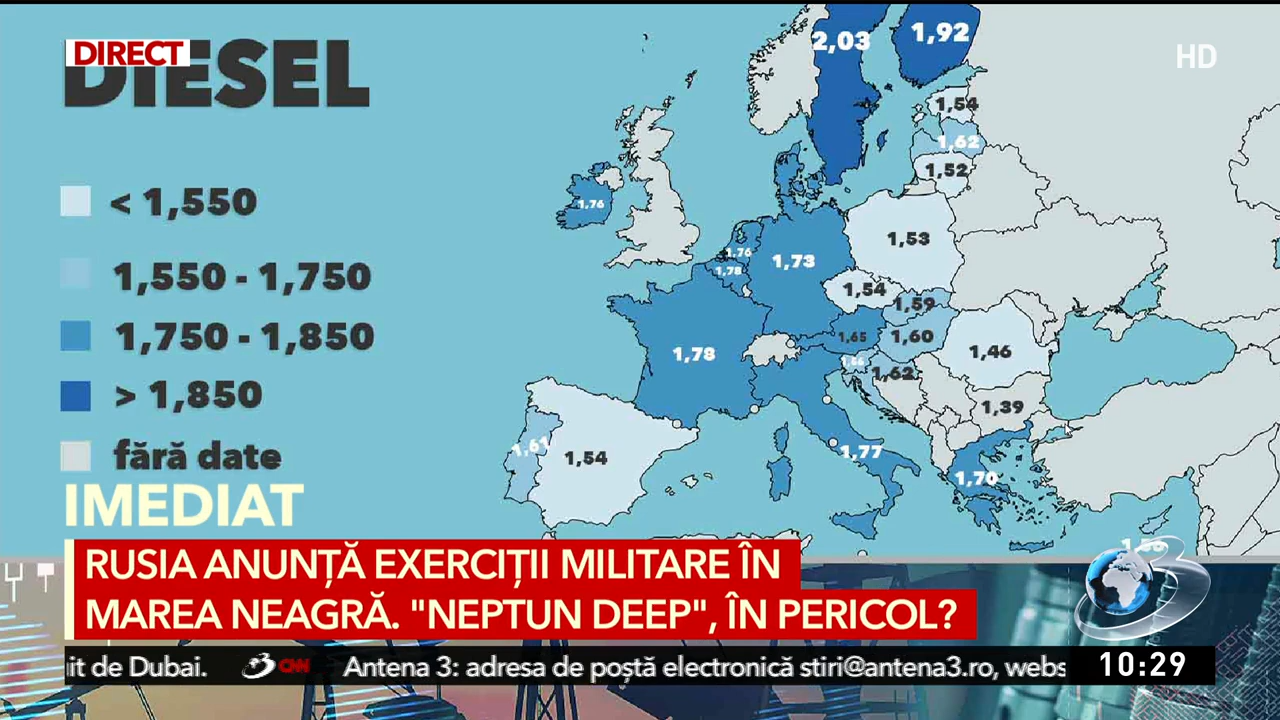 DIRECT
HD
DIESEL
< 1,550
1,550 - 1,750
1,750 - 1,850
> 1,850
fără date
2,03
1,92
1,54
1,62
1,52
1,76
1,53
1,76
1,78
1,73
1,54
1,59
1,65
1,60
1,46
1,78
1,62
1,39
1,61
1,54
1,77
1,70
IMEDIAT
RUSIA ANUNȚĂ EXERCIȚII MILITARE ÎN
MAREA NEAGRĂ. "NEPTUN DEEP", ÎN PERICOL?
3
uit de Dubai. 3 CNN Antena 3: adresa de poștă electronică stiri@antena3.ro, webs
10:29